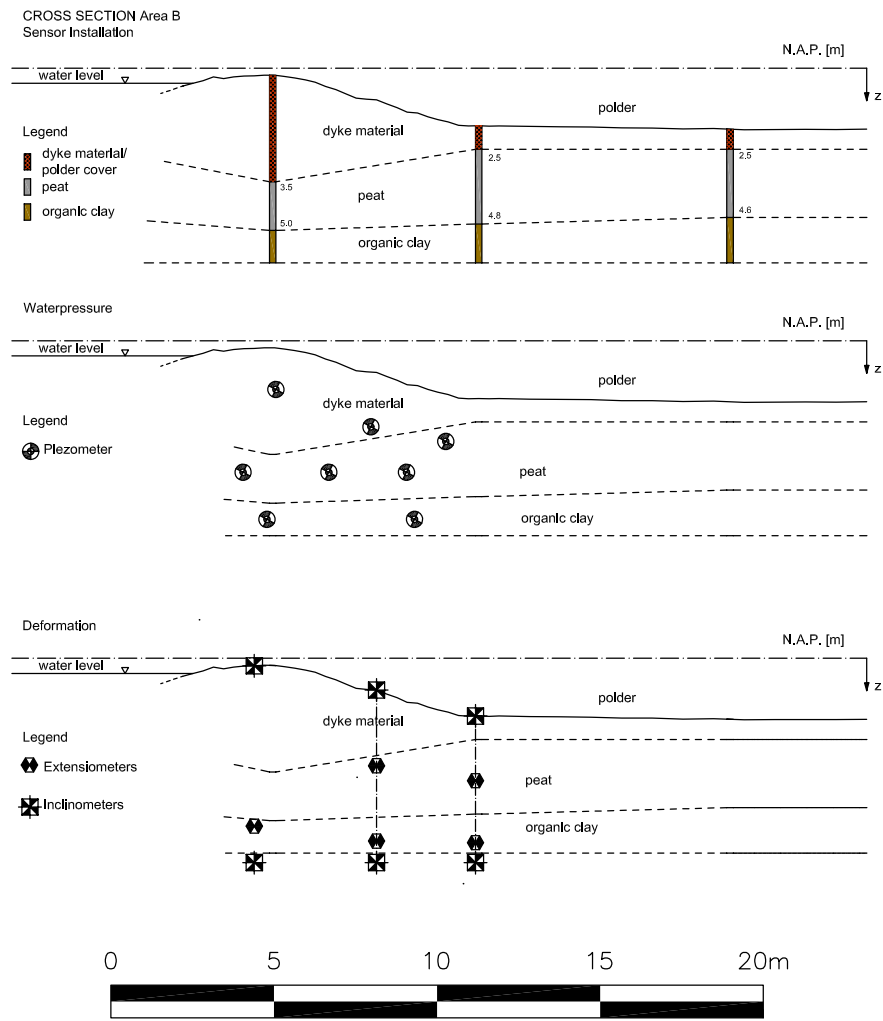 CROSS SECTION Area B
Sensor Installation
N.A.P. [m]
water level
z
polder
Legend
dyke material
dyke material/
polder cover
2.5
2.5
peat
3.5
peat
organic clay
5.0
4.8
4.6
organic clay
Waterpressure
N.A.P. [m]
water level
z
polder
dyke material
Legend
Piezometer
peat
organic clay
Deformation
N.A.P. [m]
water level
z
polder
dyke material
Legend
Extensiometers
peat
Inclinometers
organic clay
0 5 10 15 20m